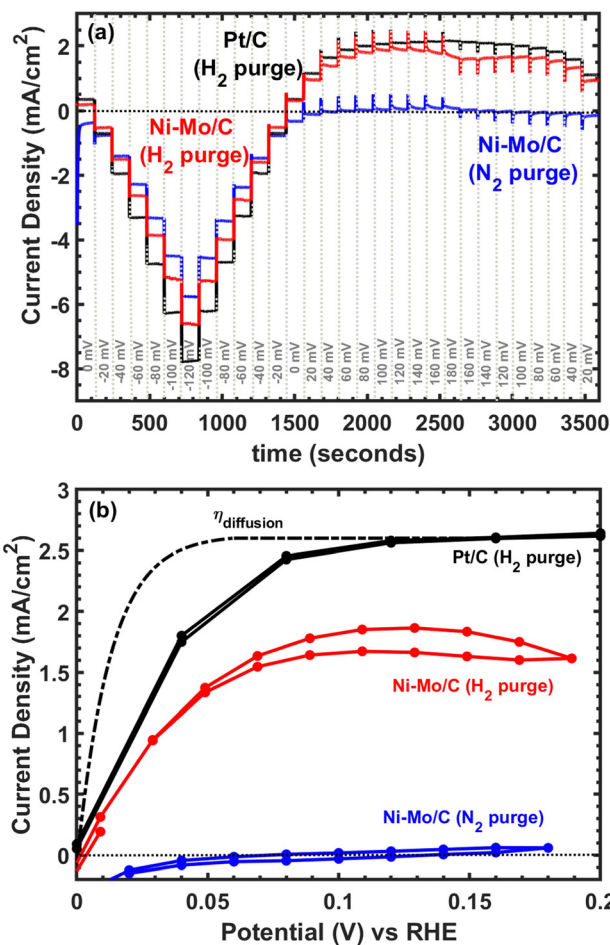 (a)
Pt/C
(H2 purge)
Ni-Mo/C
(H2 purge)
Ni-Mo/C
(N2 purge)
Current Density (mA/cm²)
2
0
-2
-4
-6
-8
0 mV
-20 mV
-40 mV
-60 mV
-80 mV
-100 mV
-120 mV
-100 mV
-80 mV
-60 mV
-40 mV
-20 mV
0 mV
20 mV
40 mV
60 mV
80 mV
100 mV
120 mV
140 mV
160 mV
180 mV
160 mV
140 mV
120 mV
100 mV
80 mV
60 mV
40 mV
20 mV
0 500 1000 1500 2000 2500 3000 3500
time (seconds)
(b)
ηdiffusion
Pt/C (H2 purge)
Ni-Mo/C (H2 purge)
Ni-Mo/C (N2 purge)
Current Density (mA/cm²)
3
2.5
2
1.5
1
0.5
0
0 0.05 0.1 0.15 0.2
Potential (V) vs RHE